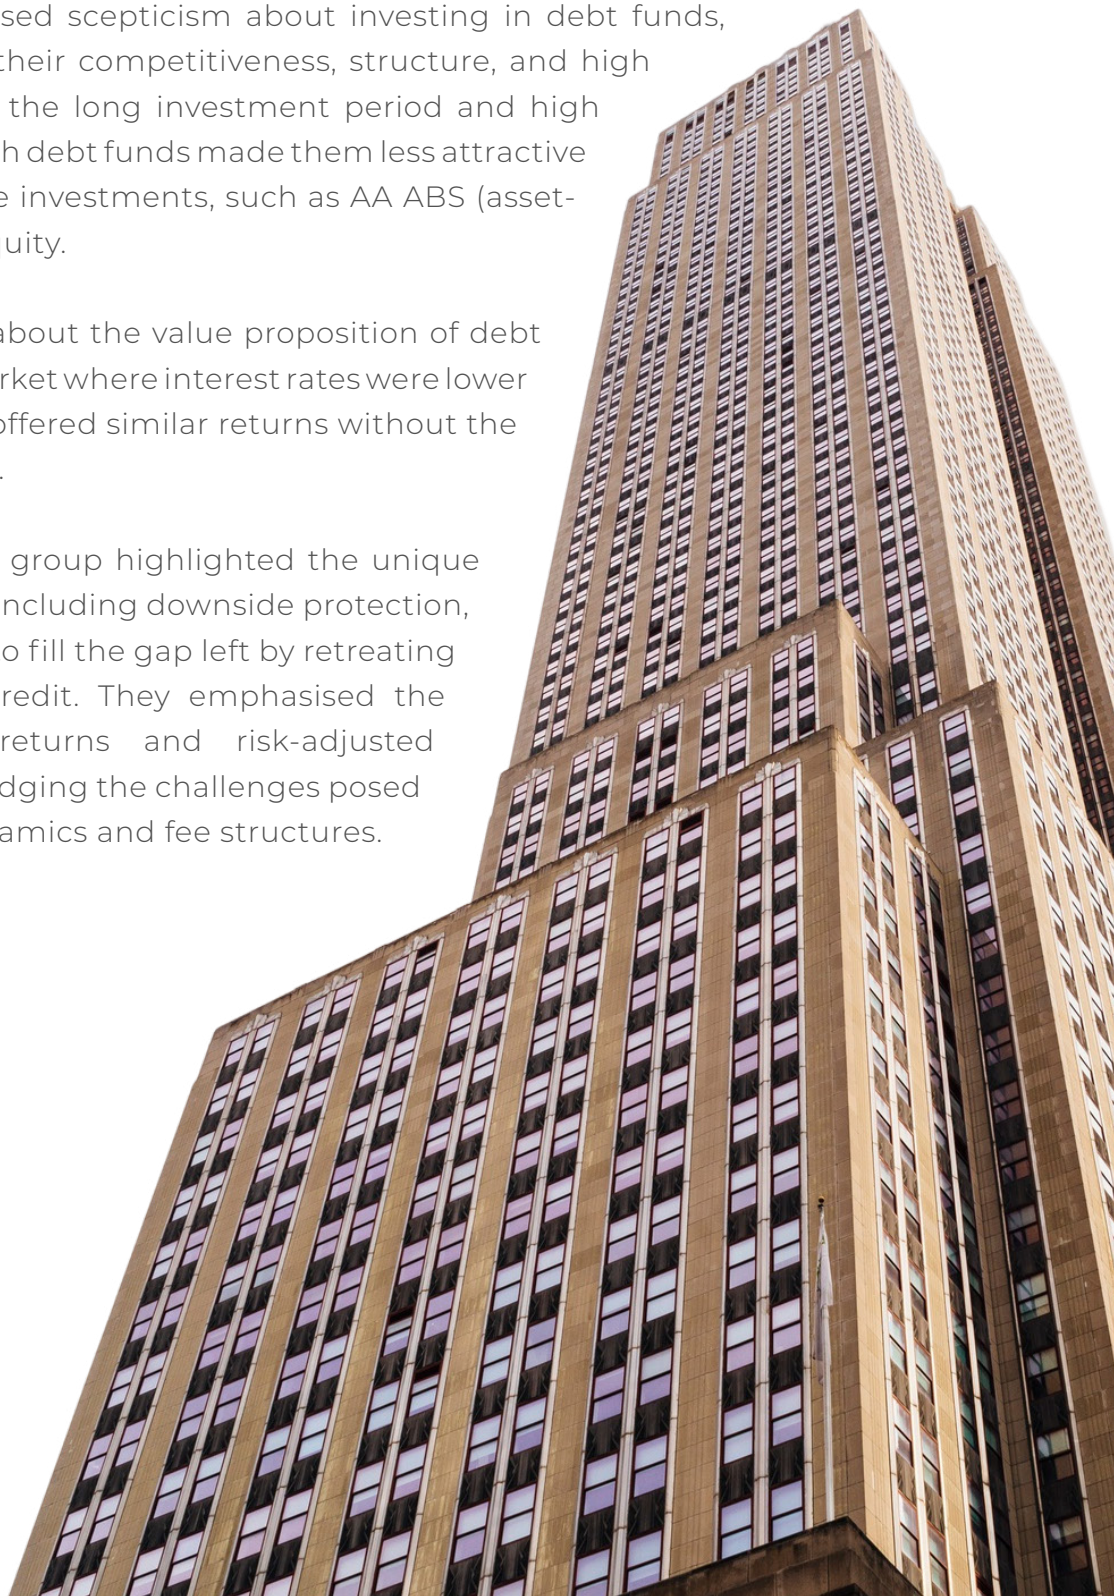 sed scepticism about investing in debt funds,
their competitiveness, structure, and high
the long investment period and high
h debt funds made them less attractive
e investments, such as AA ABS (asset-
quity.
about the value proposition of debt
rket where interest rates were lower
offered similar returns without the
.
group highlighted the unique
ncluding downside protection,
o fill the gap left by retreating
redit. They emphasised the
returns and risk-adjusted
dging the challenges posed
amics and fee structures.